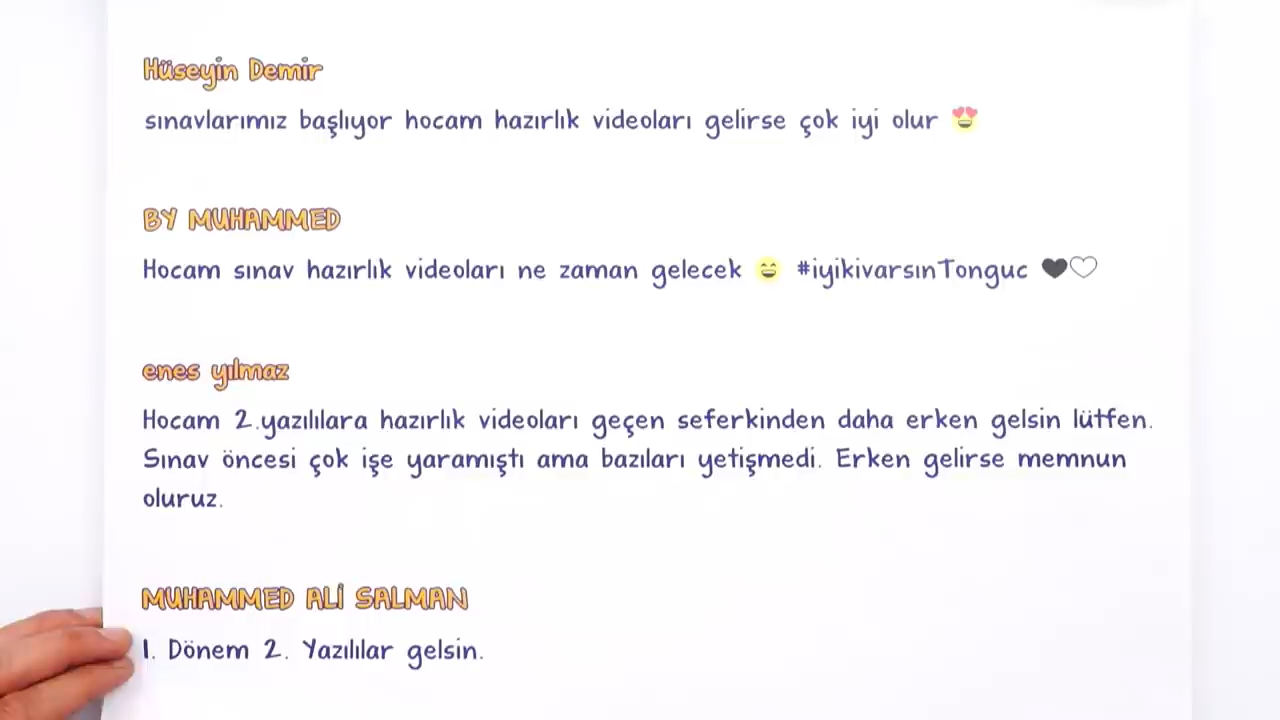 Hüseyin Demir
sınavlarımız başlıyor hocam hazırlık videoları gelirse çok iyi olur 😍
BY MUHAMMED
Hocam sınav hazırlık videoları ne zaman gelecek 😄 #iyikivarsınTonguc 🖤🤍
enes yılmaz
Hocam 2.yazılılara hazırlık videoları geçen seferkinden daha erken gelsin lütfen.
Sınav öncesi çok işe yaramıştı ama bazıları yetişmedi. Erken gelirse memnun
oluruz.
MUHAMMED ALİ SALMAN
1. Dönem 2. Yazılılar gelsin.